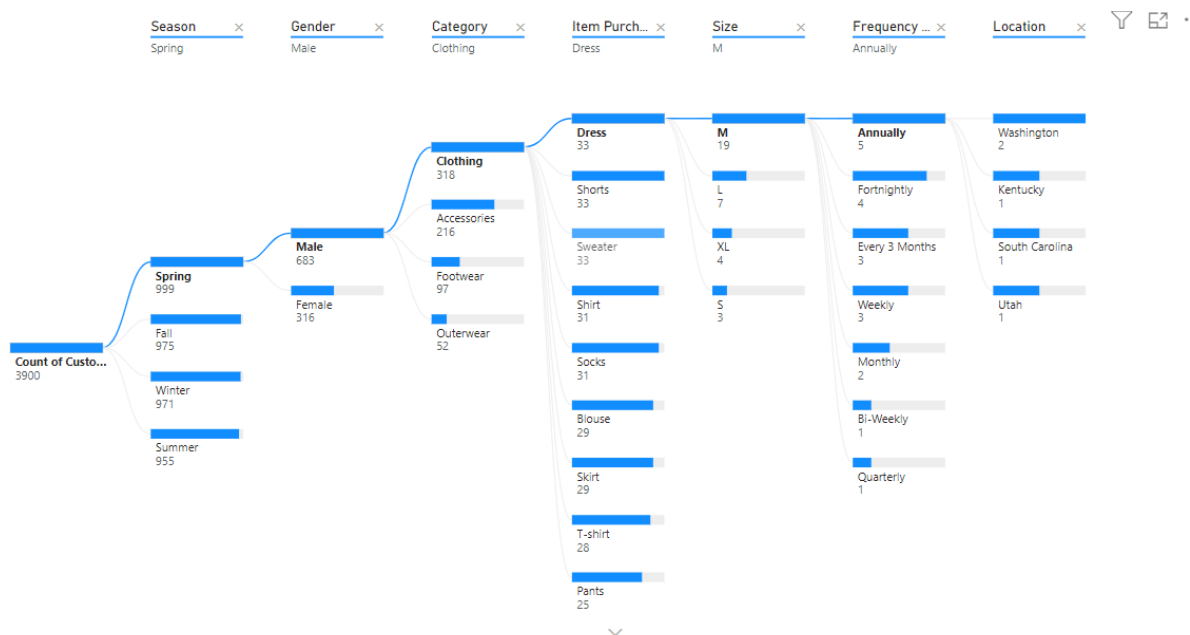 Season ×
Spring
Gender ×
Male
Category ×
Clothing
Item Purch... ×
Dress
Size ×
M
Frequency ... ×
Annually
Location ×
Count of Custo...
3900
Spring
999
Fall
975
Winter
971
Summer
955
Male
683
Female
316
Clothing
318
Accessories
216
Footwear
97
Outerwear
52
Dress
33
Shorts
33
Sweater
33
Shirt
31
Socks
31
Blouse
29
Skirt
29
T-shirt
28
Pants
25
M
19
L
7
XL
4
S
3
Annually
5
Fortnightly
4
Every 3 Months
3
Weekly
3
Monthly
2
Bi-Weekly
1
Quarterly
1
Washington
2
Kentucky
1
South Carolina
1
Utah
1